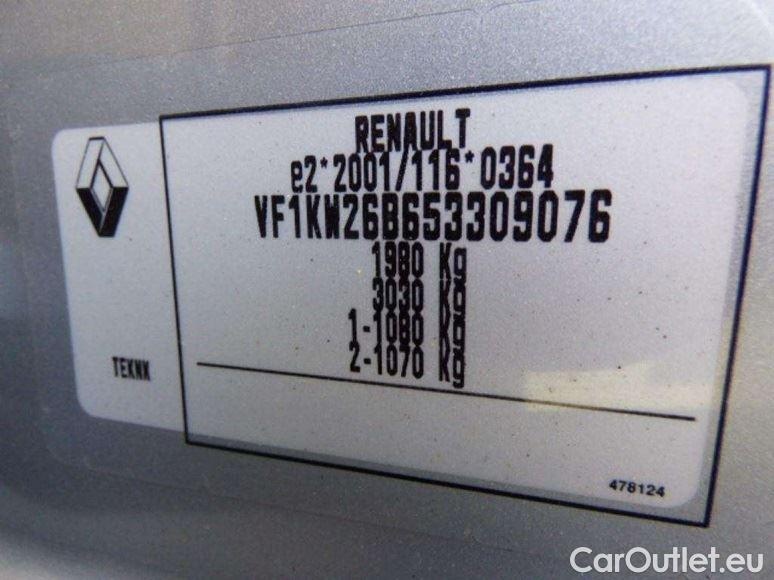 RENAULT
e2*2001/116*0364
VF1KW26B653309076
1980 Kg
3030 Kg
1-1080 Kg
2-1070 Kg
TEKNX
478124
CarOutlet.eu